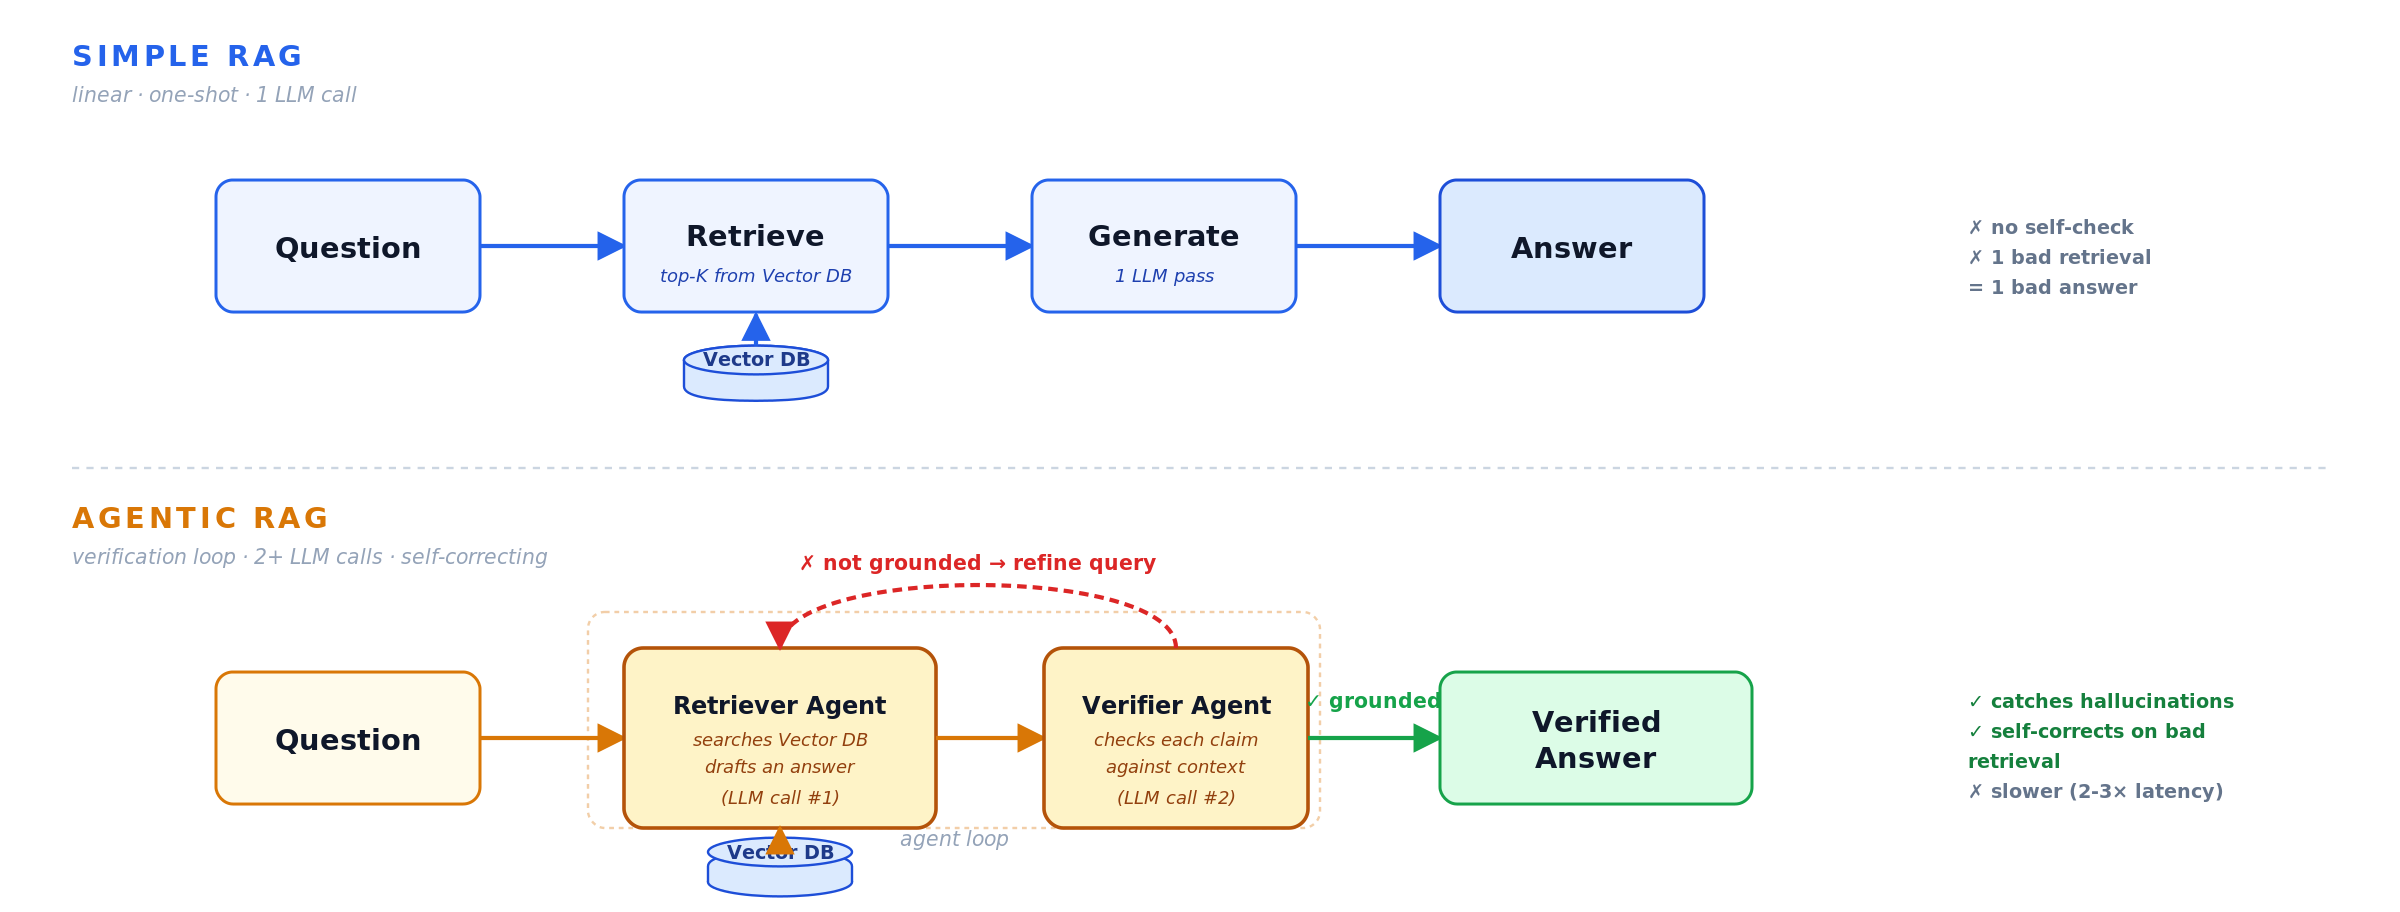 SIMPLE RAG
linear · one-shot · 1 LLM call
Question
Retrieve
top-K from Vector DB
Generate
1 LLM pass
Answer
✗ no self-check
✗ 1 bad retrieval
= 1 bad answer
Vector DB
AGENTIC RAG
verification loop · 2+ LLM calls · self-correcting
✗ not grounded → refine query
Question
Retriever Agent
searches Vector DB
drafts an answer
(LLM call #1)
Verifier Agent
checks each claim
against context
(LLM call #2)
✓ grounded
Verified
Answer
✓ catches hallucinations
✓ self-corrects on bad
retrieval
✗ slower (2-3× latency)
agent loop
Vector DB